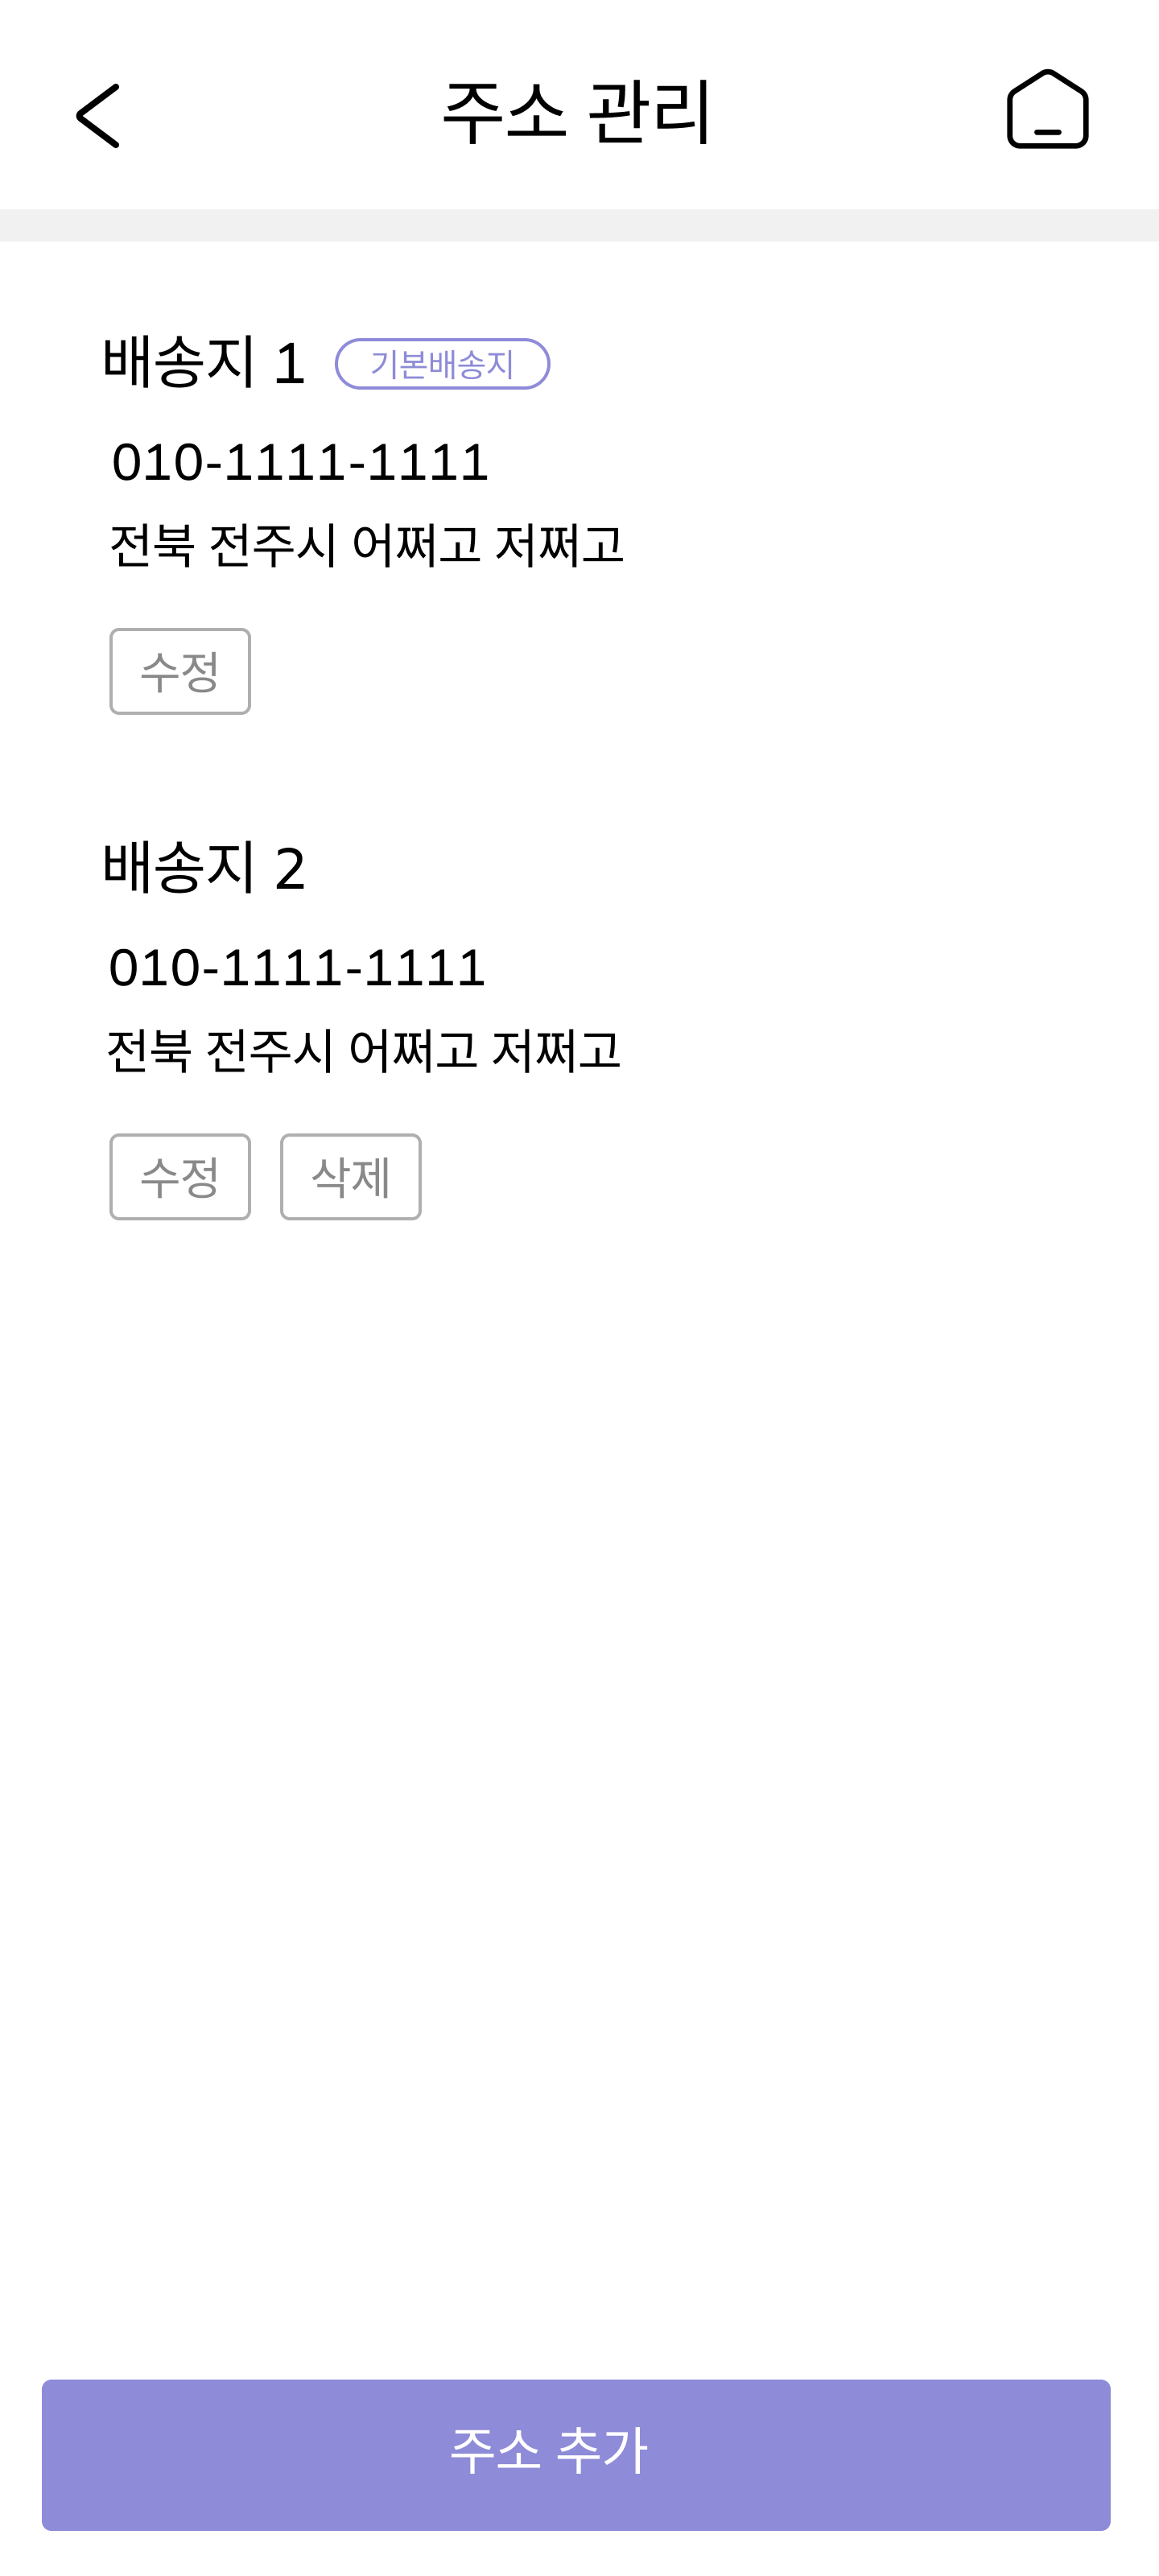 주소 관리
배송지 1 기본배송지
010-1111-1111
전북 전주시 어쩌고 저쩌고
수정
배송지 2
010-1111-1111
전북 전주시 어쩌고 저쩌고
수정 삭제
주소 추가